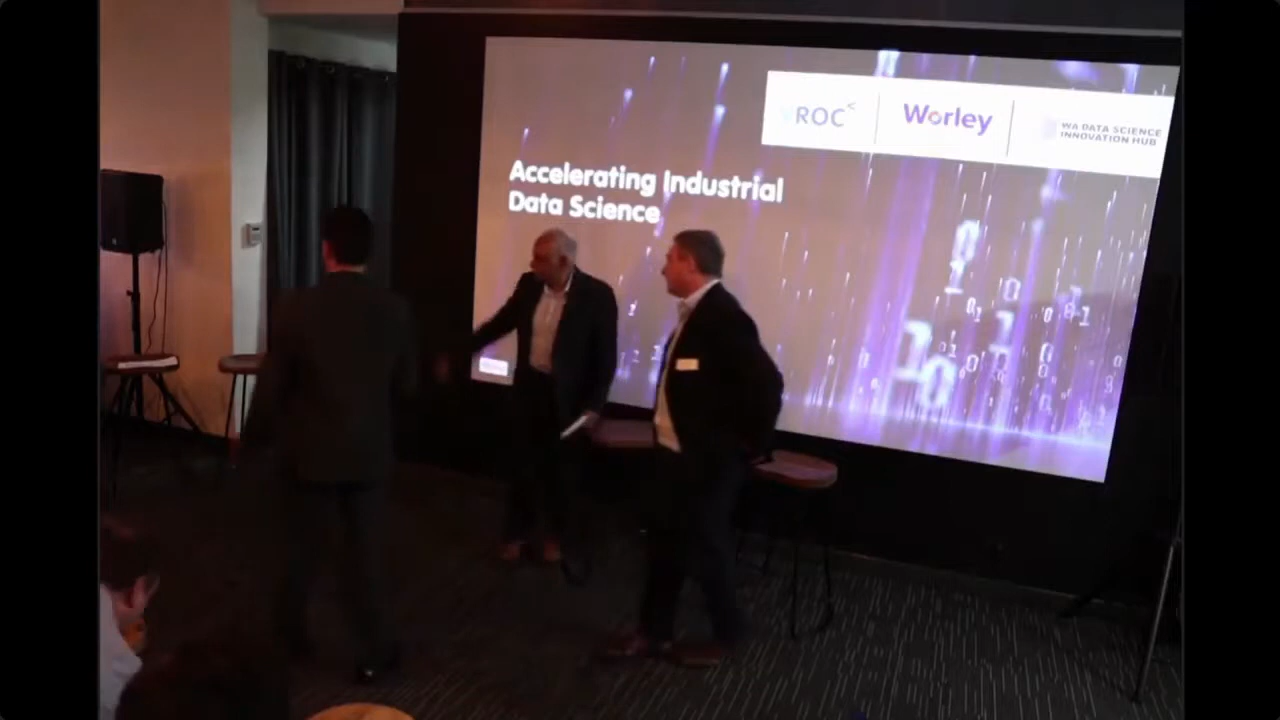 ROC
Worley
WA DATA SCIENCE
INNOVATION HUB
Accelerating Industrial
Data Science